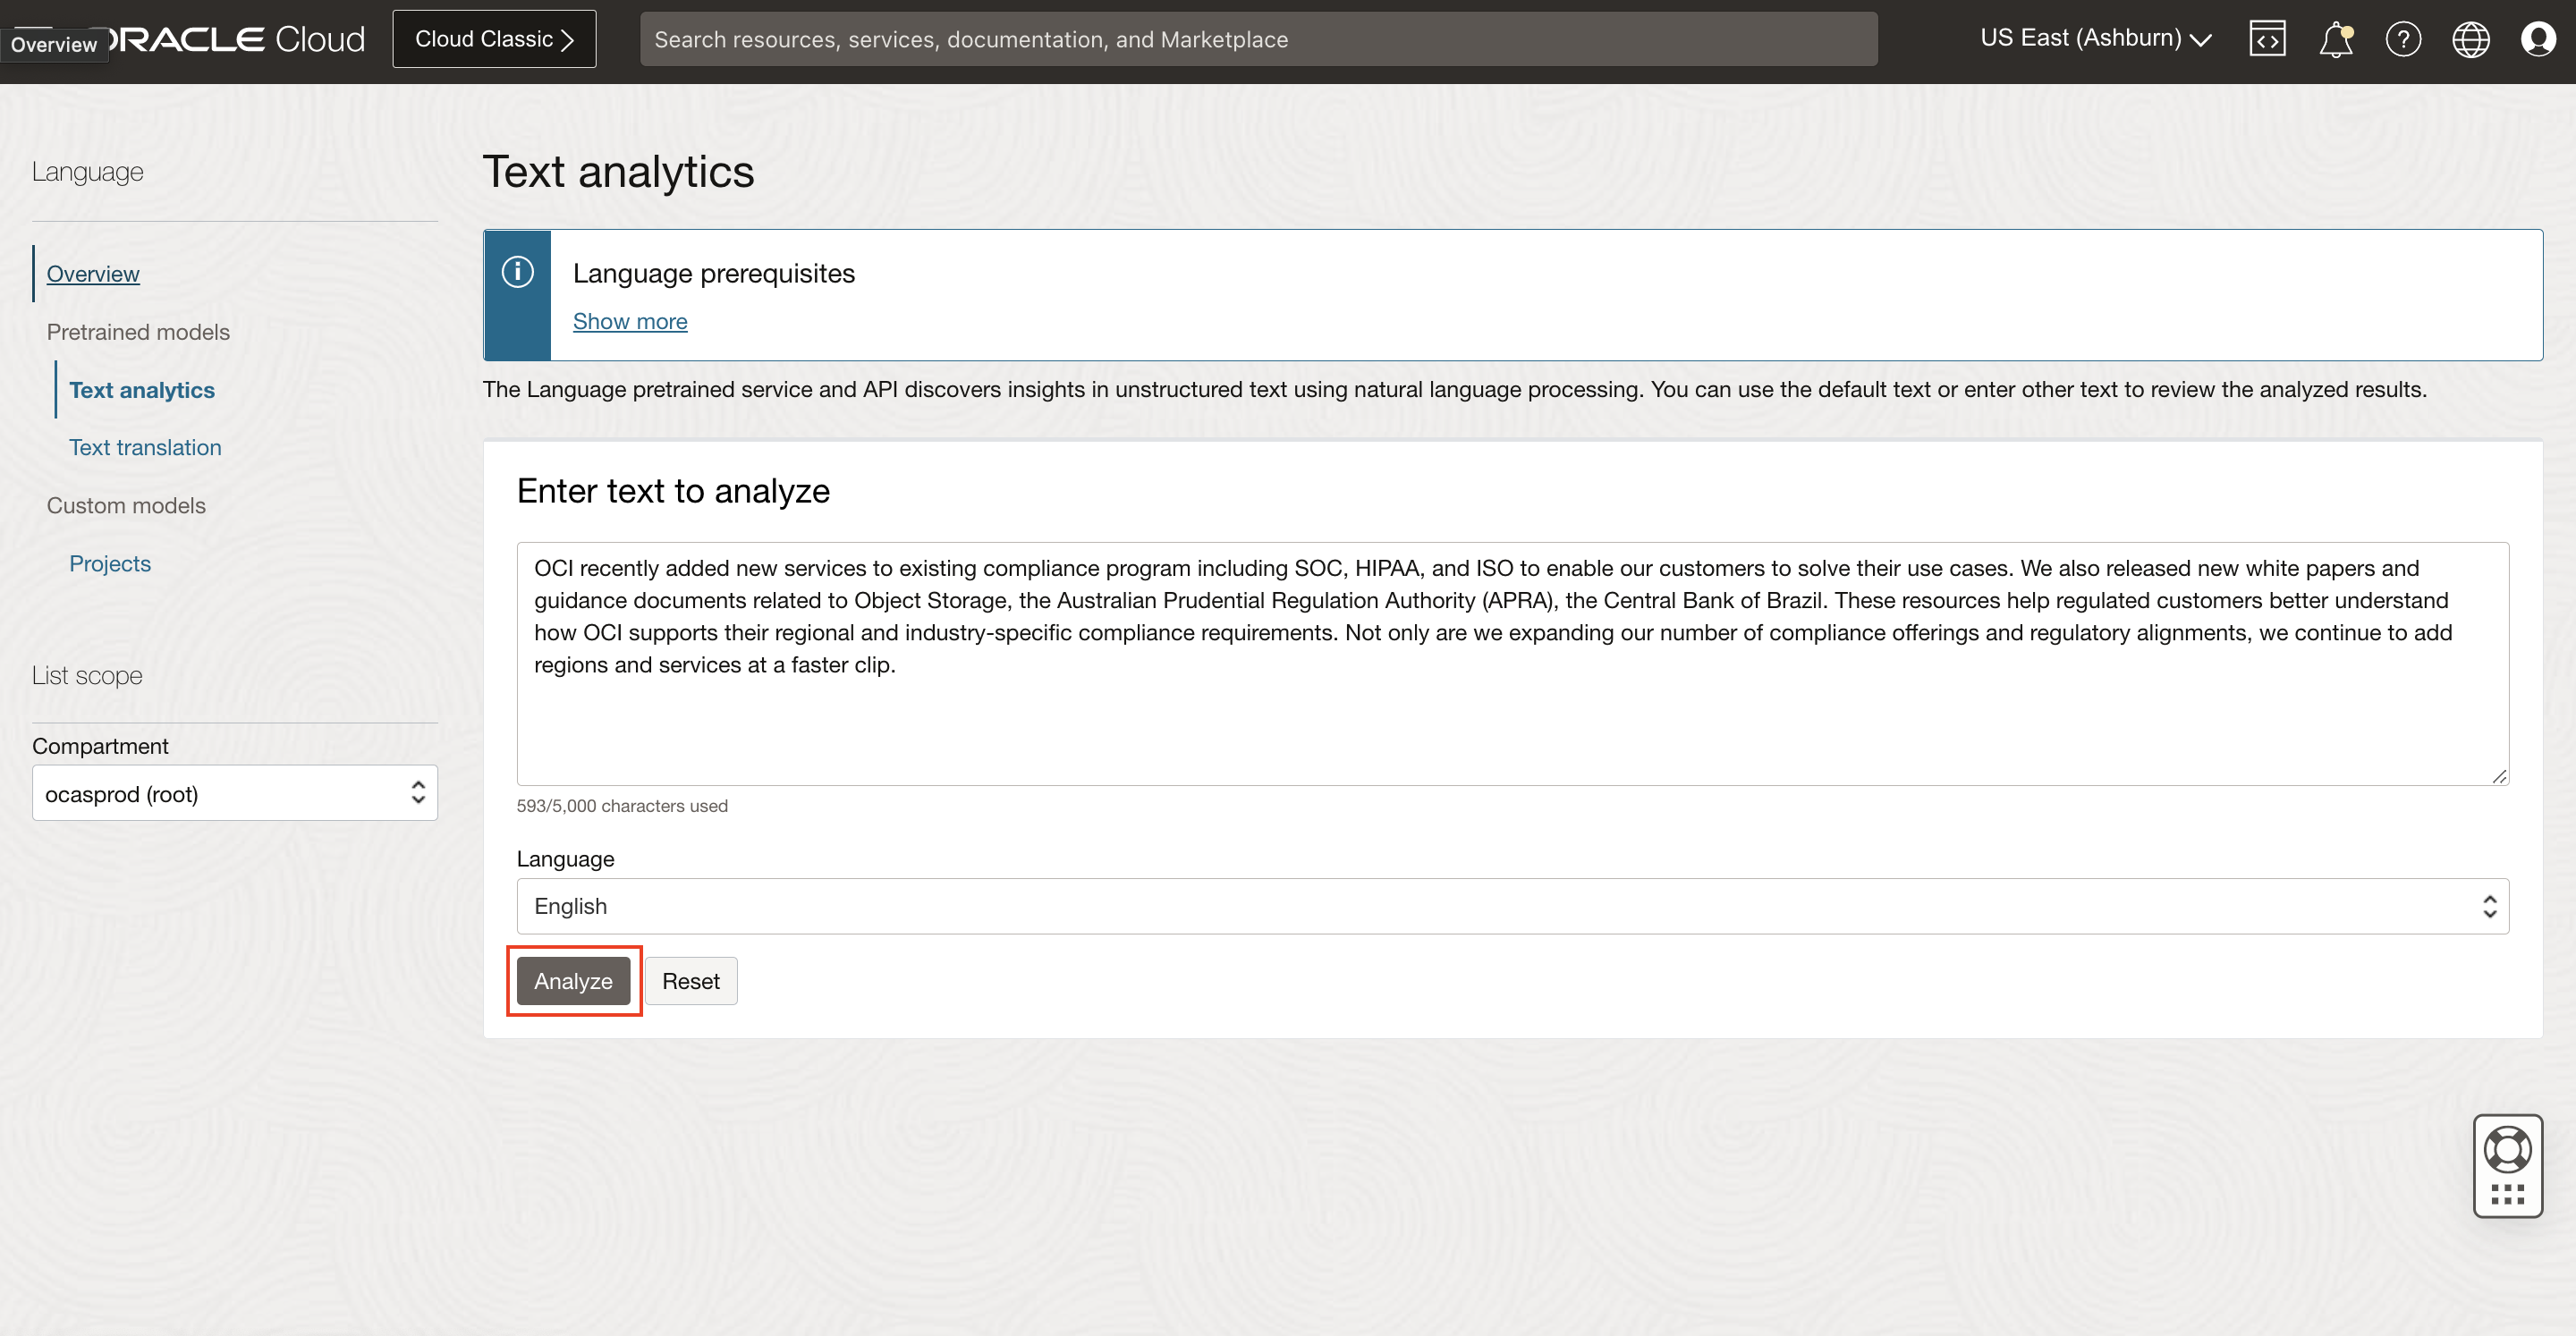 Overview
ORACLE Cloud
Cloud Classic
Search resources, services, documentation, and Marketplace
US East (Ashburn)
Language
Overview
Pretrained models
Text analytics
Text translation
Custom models
Projects
List scope
Compartment
ocasprod (root)
Text analytics
Language prerequisites
Show more
The Language pretrained service and API discovers insights in unstructured text using natural language processing. You can use the default text or enter other text to review the analyzed results.
Enter text to analyze
OCI recently added new services to existing compliance program including SOC, HIPAA, and ISO to enable our customers to solve their use cases. We also released new white papers and
guidance documents related to Object Storage, the Australian Prudential Regulation Authority (APRA), the Central Bank of Brazil. These resources help regulated customers better understand
how OCI supports their regional and industry-specific compliance requirements. Not only are we expanding our number of compliance offerings and regulatory alignments, we continue to add
regions and services at a faster clip.
593/5,000 characters used
Language
English
Analyze
Reset